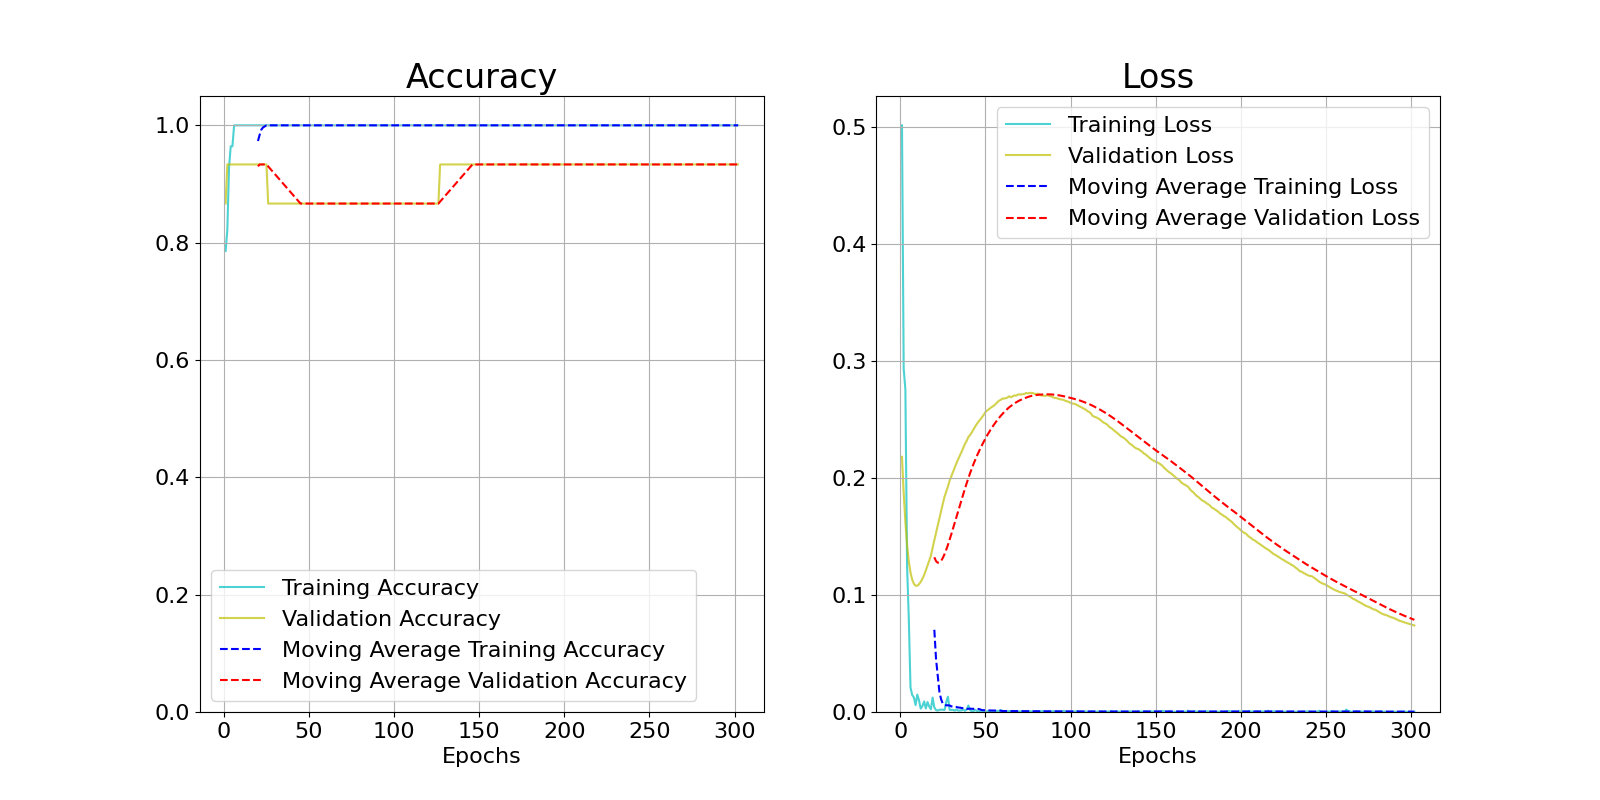 Accuracy
1.0
0.8
0.6
0.4
0.2
0.0
Training Accuracy
Validation Accuracy
Moving Average Training Accuracy
Moving Average Validation Accuracy
0 50 100 150 200 250 300
Epochs
Loss
0.5
0.4
0.3
0.2
0.1
0.0
Training Loss
Validation Loss
Moving Average Training Loss
Moving Average Validation Loss
0 50 100 150 200 250 300
Epochs